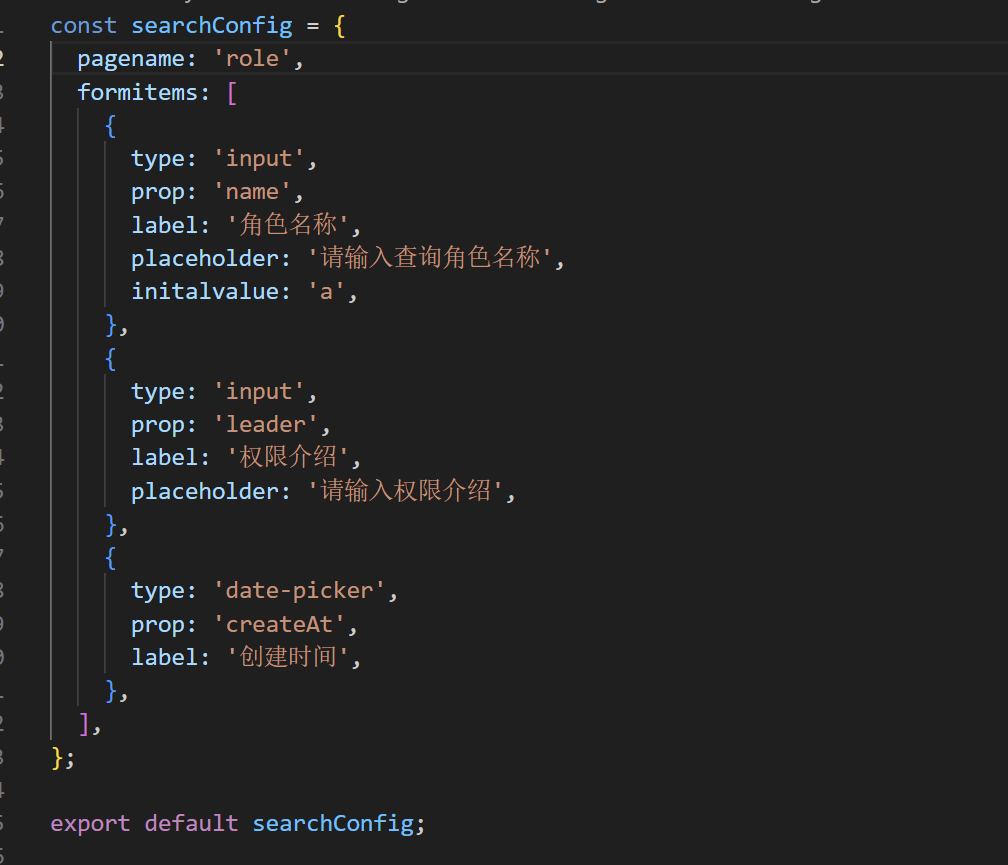 const searchConfig = {
  pagename: 'role',
  formitems: [
    {
      type: 'input',
      prop: 'name',
      label: '角色名称',
      placeholder: '请输入查询角色名称',
      initalvalue: 'a',
    },
    {
      type: 'input',
      prop: 'leader',
      label: '权限介绍',
      placeholder: '请输入权限介绍',
    },
    {
      type: 'date-picker',
      prop: 'createAt',
      label: '创建时间',
    },
  ],
};
export default searchConfig;